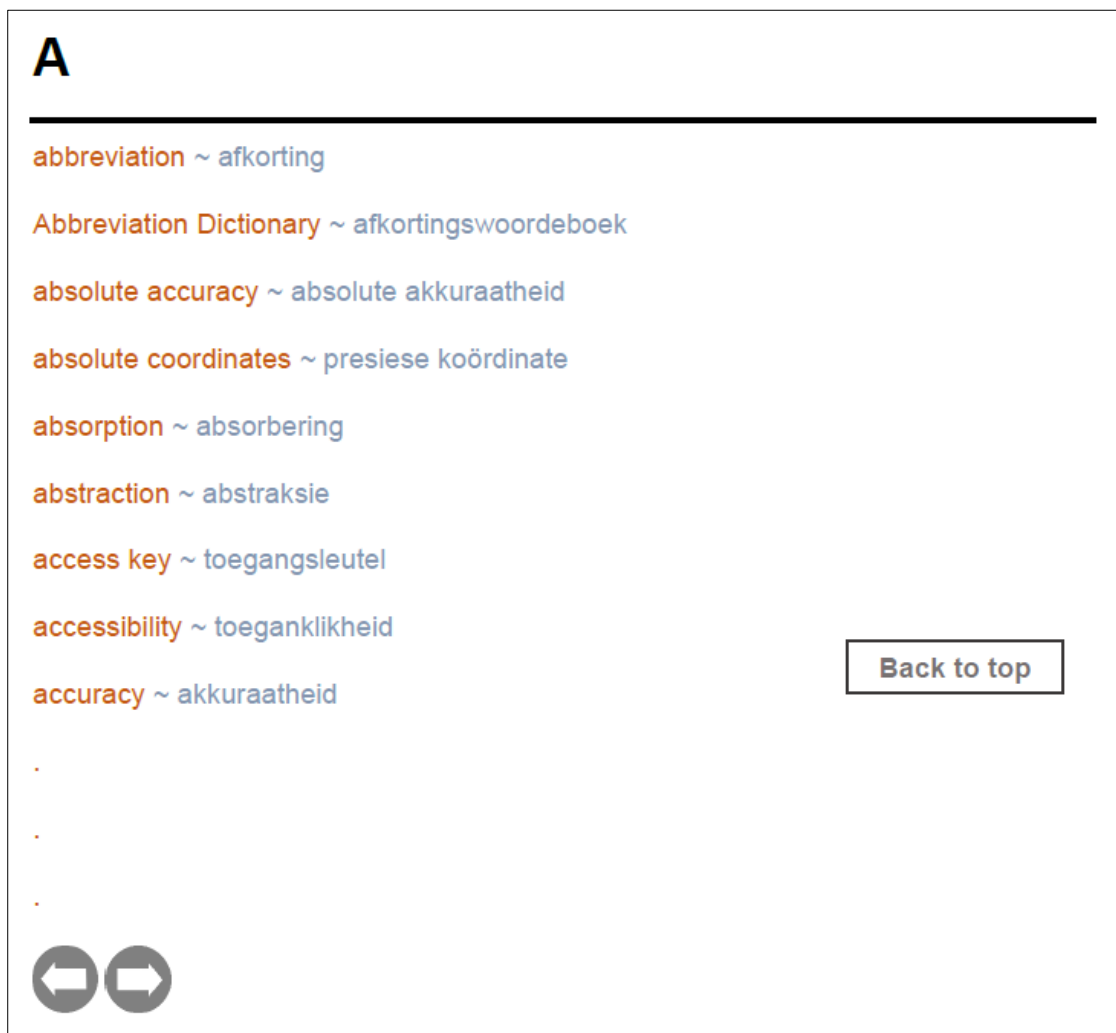 A
abbreviation ~ afkorting
Abbreviation Dictionary ~ afkortingswoordeboek
absolute accuracy ~ absolute akkuraatheid
absolute coordinates ~ presiese koördinate
absorption ~ absorbering
abstraction ~ abstraksie
access key ~ toegangsleutel
accessibility ~ toeganklikheid
accuracy ~ akkuraatheid
Back to top
.
.
.